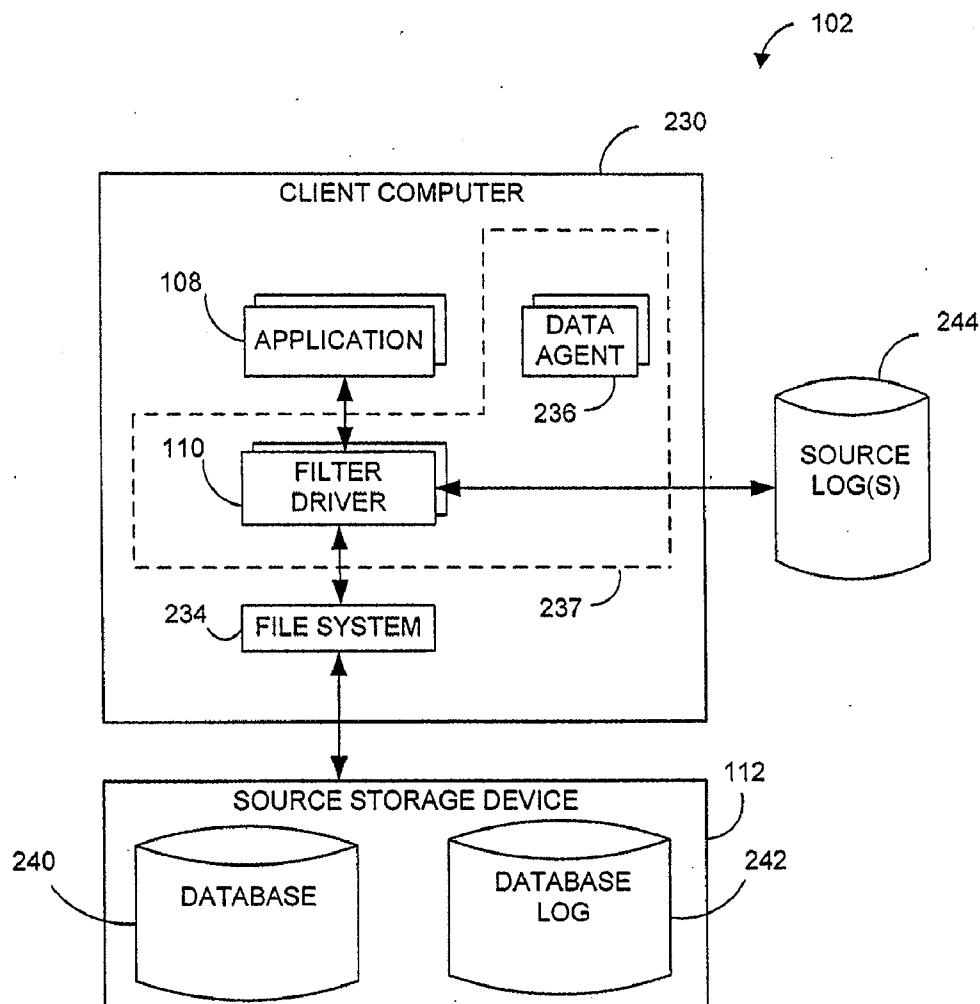 102
230
CLIENT COMPUTER
108
APPLICATION
DATA
AGENT
236
244
SOURCE
LOG(S)
110
FILTER
DRIVER
237
234
FILE SYSTEM
112
SOURCE STORAGE DEVICE
240
DATABASE
DATABASE
LOG
242